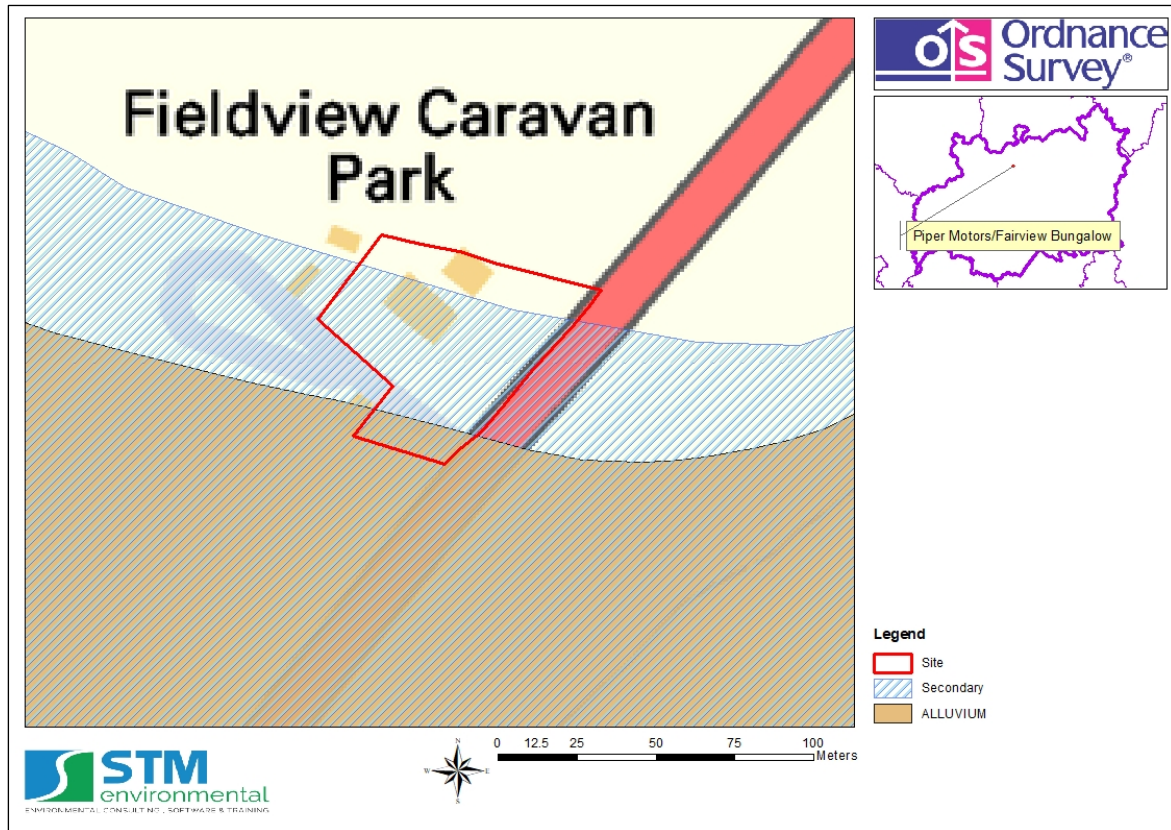 Fieldview Caravan
Park
OS Ordnance
Survey®
Piper Motors/Fairview Bungalow
Legend
Site
Secondary
ALLUVIUM
STM
environmental
ENVIRONMENTAL CONSULTING, SOFTWARE & TRAINING
N
W E
S
0 12.5 25 50 75 100
Meters